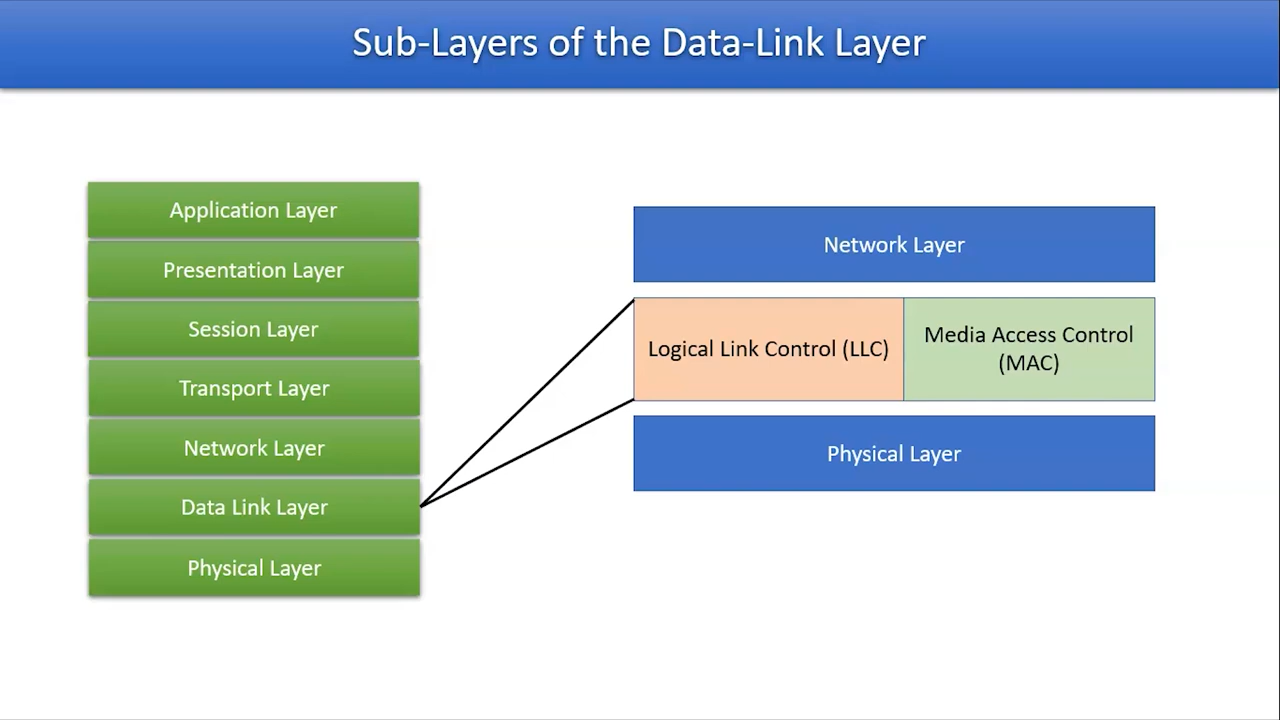 Sub-Layers of the Data-Link Layer
Application Layer
Presentation Layer
Session Layer
Transport Layer
Network Layer
Data Link Layer
Physical Layer
Network Layer
Logical Link Control (LLC)
Media Access Control
(MAC)
Physical Layer